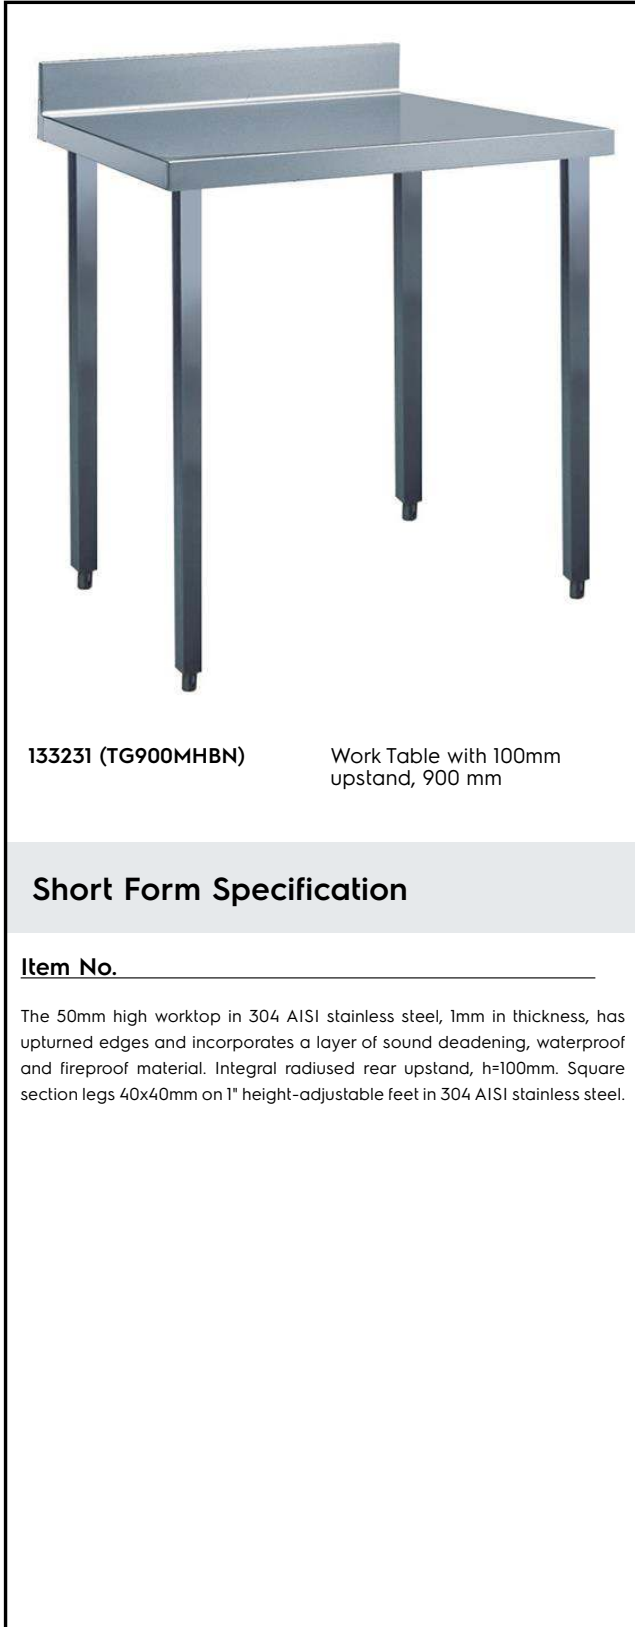 133231 (TG900MHBN)
Work Table with 100mm
upstand, 900 mm
Short Form Specification
Item No.
The 50mm high worktop in 304 AISI stainless steel, 1mm in thickness, has
upturned edges and incorporates a layer of sound deadening, waterproof
and fireproof material. Integral radiused rear upstand, h=100mm. Square
section legs 40x40mm on 1" height-adjustable feet in 304 AISI stainless steel.